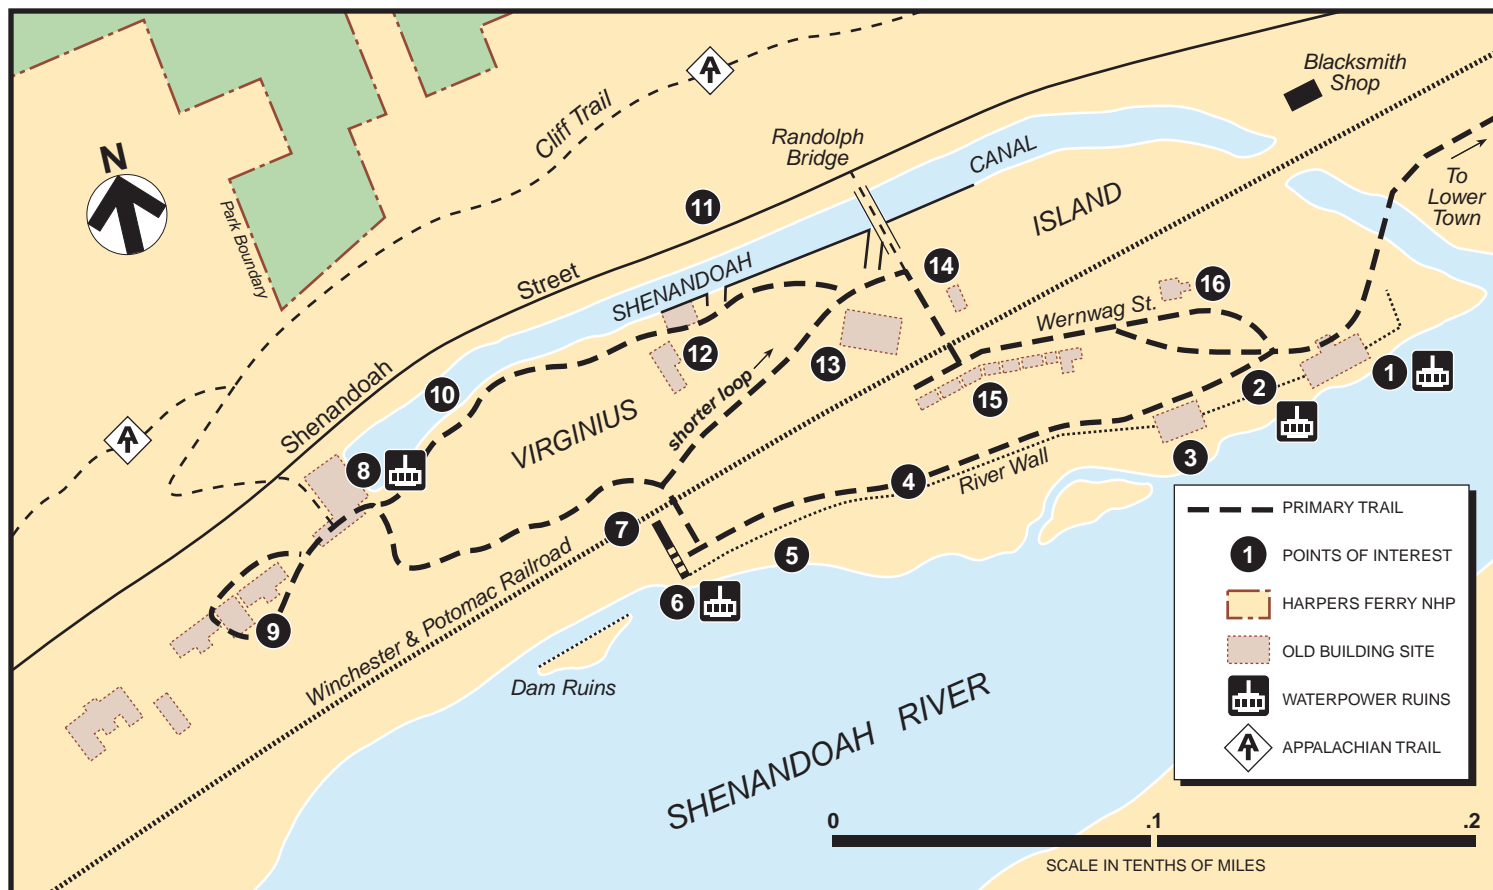 Blacksmith
Shop
Cliff Trail
Randolph
Bridge
CANAL
N
To
Lower
Town
ISLAND
Park Boundary
11
Street
SHENANDOAH
14
16
Wernwag St.
12
13
1
10
Shenandoah
shorter loop
15
2
VIRGINIUS
8
3
4
River Wall
7
5
Winchester & Potomac Railroad
6
9
Dam Ruins
SHENANDOAH RIVER
PRIMARY TRAIL
1 POINTS OF INTEREST
HARPERS FERRY NHP
OLD BUILDING SITE
WATERPOWER RUINS
APPALACHIAN TRAIL
0 .1 .2
SCALE IN TENTHS OF MILES